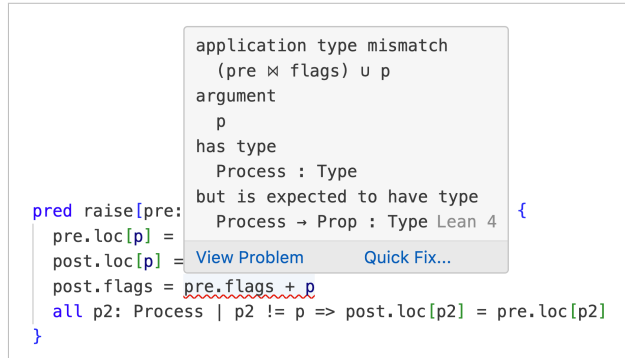 application type mismatch
(pre ⋈ flags) ∪ p
argument
p
has type
Process : Type
but is expected to have type
Process → Prop : Type Lean 4
View Problem Quick Fix...
pred raise[pre: {
pre.loc[p] =
post.loc[p] =
post.flags = pre.flags + p
all p2: Process | p2 != p => post.loc[p2] = pre.loc[p2]
}